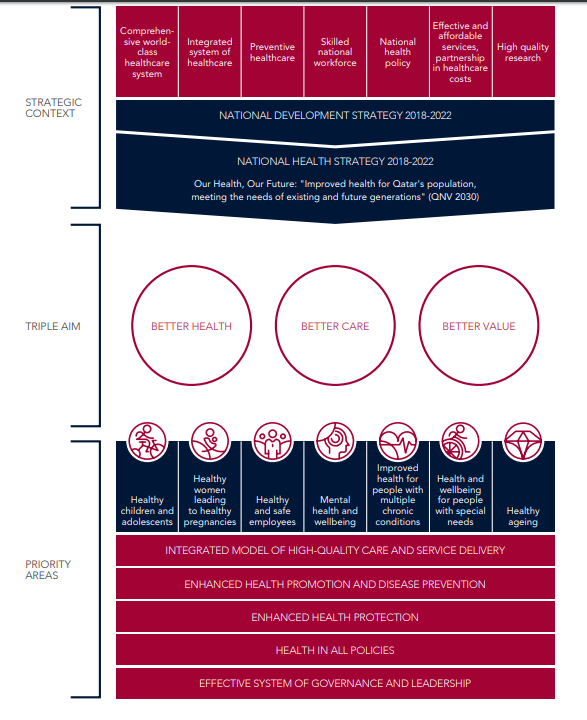 STRATEGIC
CONTEXT
Comprehen-
sive world-
class
healthcare
system
Integrated
system of
healthcare
Preventive
healthcare
Skilled
national
workforce
National
health
policy
Effective and
affordable
services,
partnership
in healthcare
costs
High quality
research
NATIONAL DEVELOPMENT STRATEGY 2018-2022
NATIONAL HEALTH STRATEGY 2018-2022
Our Health, Our Future: "Improved health for Qatar's population,
meeting the needs of existing and future generations" (QNV 2030)
TRIPLE AIM
BETTER HEALTH
BETTER CARE
BETTER VALUE
PRIORITY
AREAS
Healthy
children and
adolescents
Healthy
women
leading
to healthy
pregnancies
Healthy
and safe
employees
Mental
health and
wellbeing
Improved
health for
people with
multiple
chronic
conditions
Health and
wellbeing
for people
with special
needs
Healthy
ageing
INTEGRATED MODEL OF HIGH-QUALITY CARE AND SERVICE DELIVERY
ENHANCED HEALTH PROMOTION AND DISEASE PREVENTION
ENHANCED HEALTH PROTECTION
HEALTH IN ALL POLICIES
EFFECTIVE SYSTEM OF GOVERNANCE AND LEADERSHIP